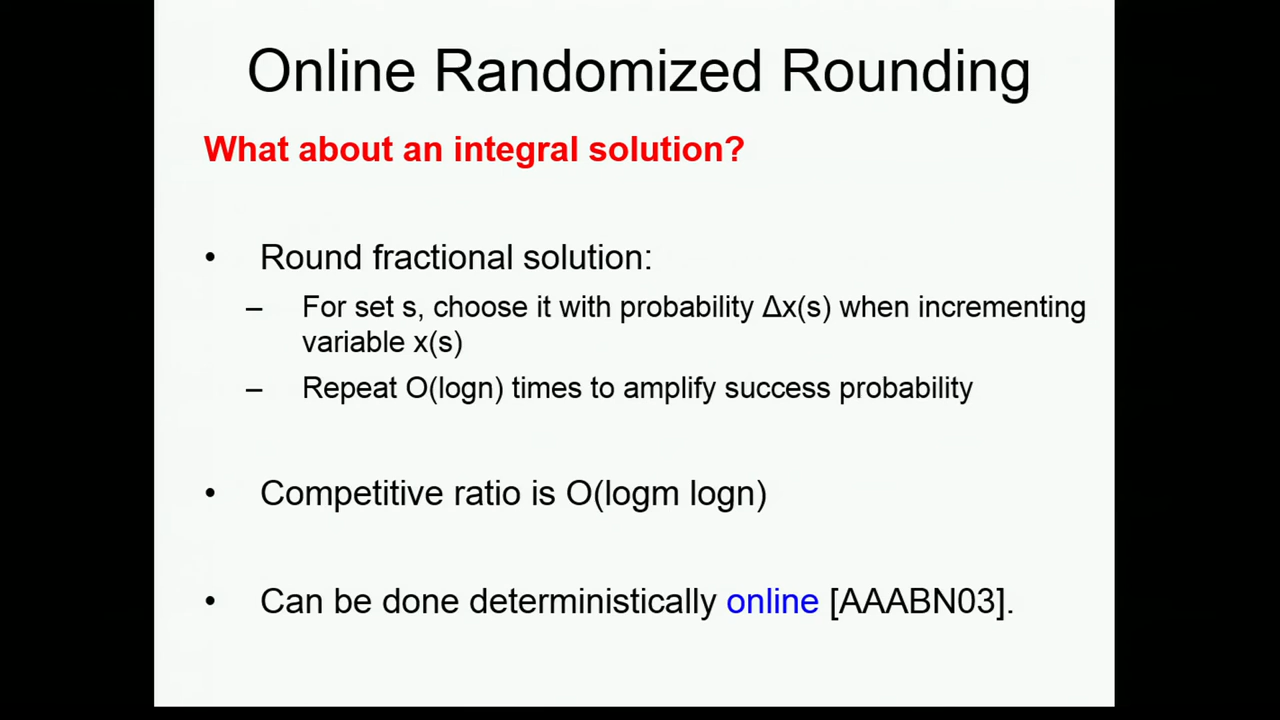 Online Randomized Rounding
What about an integral solution?
• Round fractional solution:
– For set s, choose it with probability Δx(s) when incrementing
variable x(s)
– Repeat O(logn) times to amplify success probability
• Competitive ratio is O(logm logn)
• Can be done deterministically online [AAABN03].